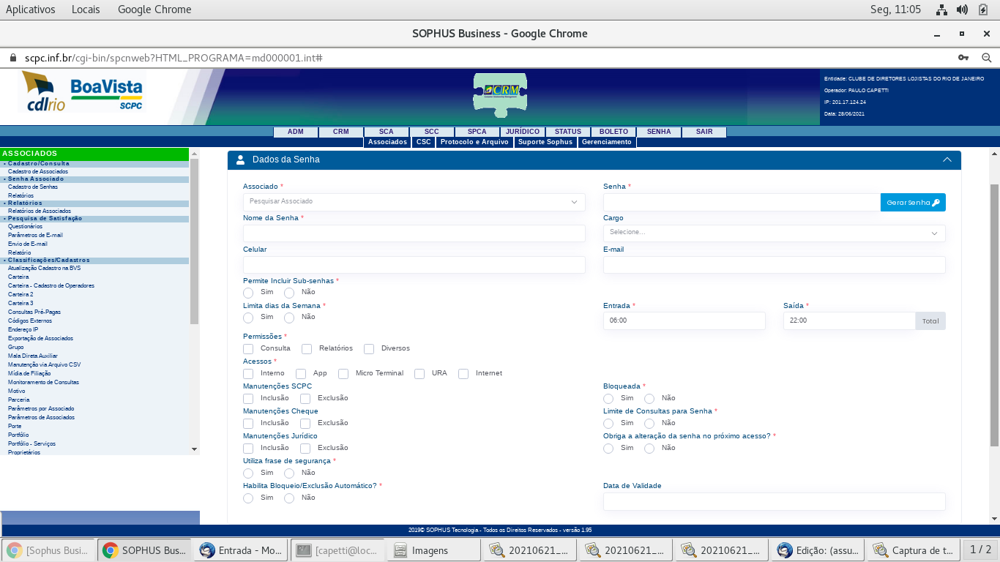 Aplicativos Locais Google Chrome Seg, 11:05
SOPHUS Business - Google Chrome
scpc.inf.br/cgi-bin/spcnweb?HTML_PROGRAMA=md000001.int#
cdlrio BoaVista SCPC
CRM
Entidade: CLUBE DE DIRETORES LOJISTAS DO RIO DE JANEIRO
Operador: PAULO CAPETTI
IP: 201.17.124.24
Data: 28/06/2021
ADM CRM SCA SCC SPCA JURÍDICO STATUS BOLETO SENHA SAIR
Associados CSC Protocolo e Arquivo Suporte Sophus Gerenciamento
ASSOCIADOS
• Cadastro/Consulta
Cadastro de Associados
• Senha Associado
Cadastro de Senhas
Relatórios
• Relatórios
Relatórios de Associados
• Pesquisa de Satisfação
Questionários
Parâmetros de E-mail
Envio de E-mail
Relatório
• Classificações/Cadastros
Atualização Cadastro na BVS
Carteira
Carteira - Cadastro de Operadores
Carteira 2
Carteira 3
Consultas Pré-Pagas
Códigos Externos
Endereço IP
Exportação de Associados
Grupo
Mala Direta Auxiliar
Manutenção via Arquivo CSV
Mídia de Filiação
Monitoramento de Consultas
Motivo
Parceria
Parâmetros por Associado
Parâmetros de Associados
Porte
Portfólio
Portfólio - Serviços
Proprietários
Dados da Senha
Associado * Senha *
Pesquisar Associado Gerar Senha
Nome da Senha * Cargo
Selecione...
Celular E-mail
Permite Incluir Sub-senhas *
Sim Não
Limita dias da Semana * Entrada * Saída *
Sim Não 06:00 22:00 Total
Permissões *
Consulta Relatórios Diversos
Acessos *
Interno App Micro Terminal URA Internet
Manutenções SCPC Bloqueada *
Inclusão Exclusão Sim Não
Manutenções Cheque Limite de Consultas para Senha *
Inclusão Exclusão Sim Não
Manutenções Jurídico Obriga a alteração da senha no próximo acesso? *
Inclusão Exclusão Sim Não
Utiliza frase de segurança *
Sim Não
Habilita Bloqueio/Exclusão Automático? * Data de Validade
Sim Não
2019© SOPHUS Tecnologia - Todos os Direitos Reservados - versão 1.95
[Sophus Busi... SOPHUS Bus... Entrada - Mo... [capetti@loc... Imagens 20210621_... 20210621_... 20210621_... Edição: (assu... Captura de t... 1 / 2